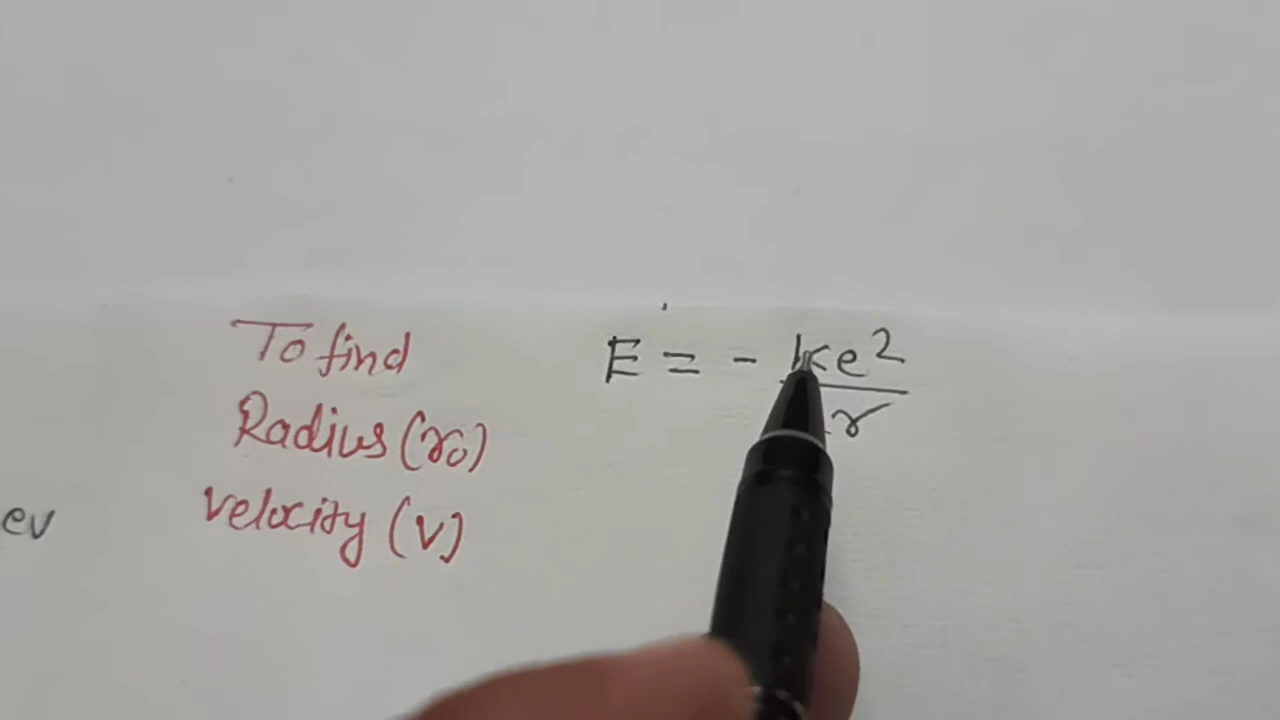 To find
Radius (r₀)
velocity (v)
ev
E = - ke²
r